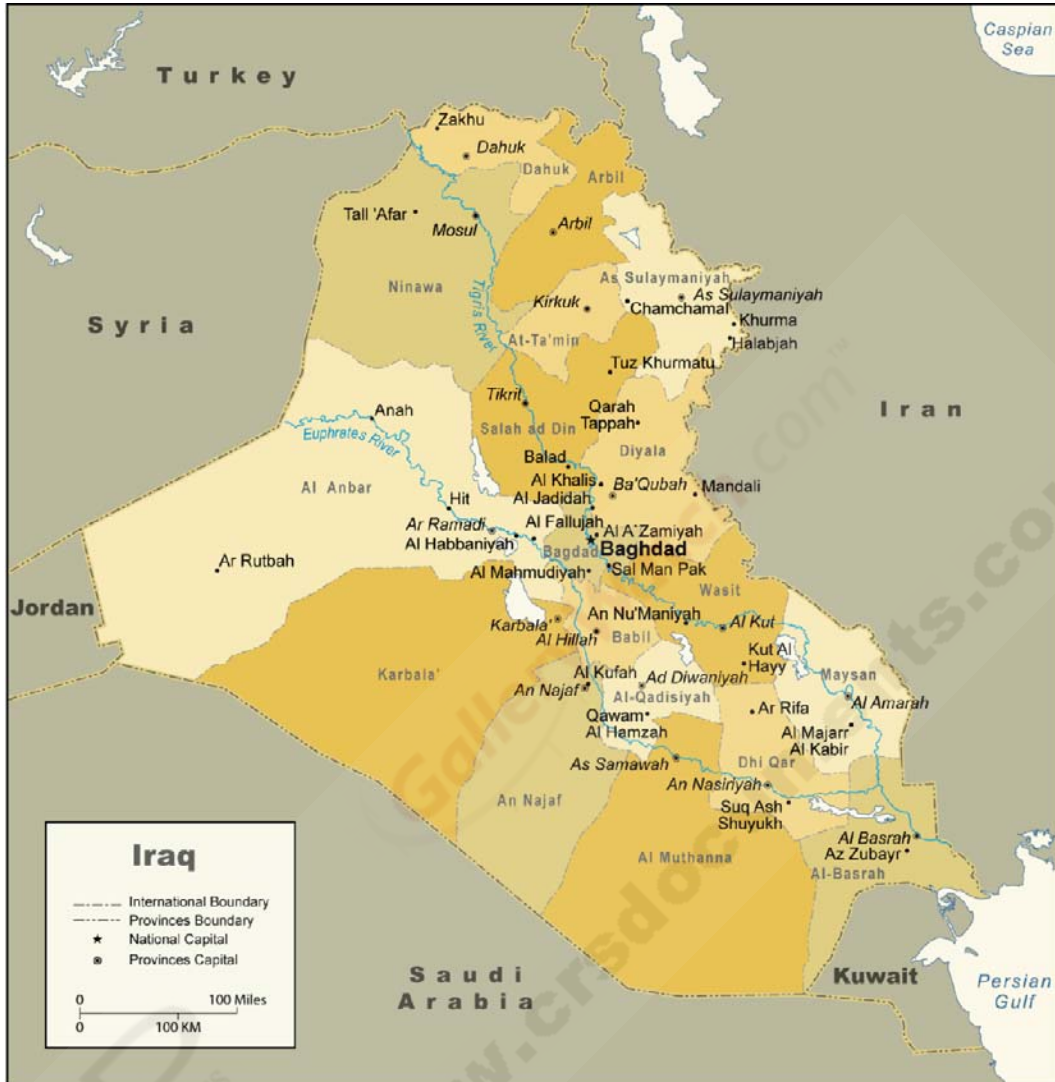 Caspian
Sea
Turkey
Zakhu
Dahuk
Dahuk
Arbil
Tall 'Afar
Mosul
Arbil
As Sulaymaniyah
Ninawa
Tigris River
Kirkuk
As Sulaymaniyah
Chamchamal
Syria
Khurma
At-Ta'min
Halabjah
Tuz Khurmatu
Tikrit
Anah
Qarah
Tappah
Iran
Euphrates River
Salah ad Din
Diyala
Balad
Al Khalis
Ba'Qubah
Mandali
Al Anbar
Hit
Al Jadidah
Ar Ramadi
Al Fallujah
Al A'Zamiyah
Al Habbaniyah
Bagdad
Baghdad
Ar Rutbah
Al Mahmudiyah
Sal Man Pak
Wasit
Jordan
An Nu'Maniyah
Karbala'
Al Kut
Al Hillah
Babil
Kut Al
Hayy
Karbala'
Maysan
Al Kufah
Ad Diwaniyah
An Najaf
Al-Qadisiyah
Al Amarah
Qawam
Al Hamzah
Ar Rifa
Al Majarr
Al Kabir
As Samawah
Dhi Qar
An Nasiriyah
An Najaf
Suq Ash
Shuyukh
Al Basrah
Az Zubayr
Al Muthanna
Al-Basrah
Iraq
International Boundary
Provinces Boundary
National Capital
Provinces Capital
0 100 Miles
0 100 KM
Saudi
Arabia
Kuwait
Persian
Gulf